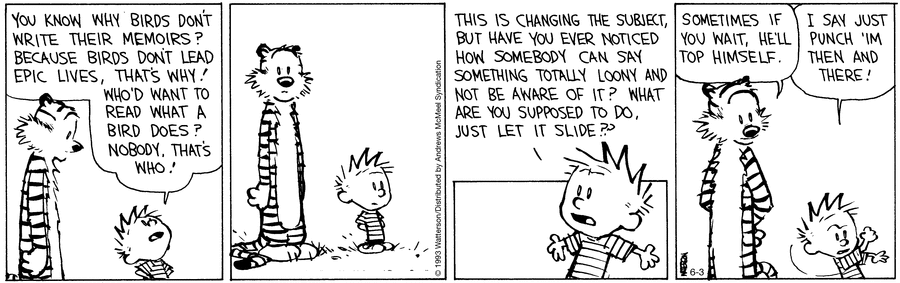 YOU KNOW WHY BIRDS DON'T
WRITE THEIR MEMOIRS?
BECAUSE BIRDS DON'T LEAD
EPIC LIVES, THAT'S WHY!
WHO'D WANT TO
READ WHAT A
BIRD DOES?
NOBODY, THAT'S
WHO!
© 1993 Watterson/Distributed by Andrews McMeel Syndication
THIS IS CHANGING THE SUBJECT,
BUT HAVE YOU EVER NOTICED
HOW SOMEBODY CAN SAY
SOMETHING TOTALLY LOONY AND
NOT BE AWARE OF IT? WHAT
ARE YOU SUPPOSED TO DO,
JUST LET IT SLIDE??
SOMETIMES IF
YOU WAIT, HE'LL
TOP HIMSELF.
I SAY JUST
PUNCH 'IM
THEN AND
THERE!
6-3